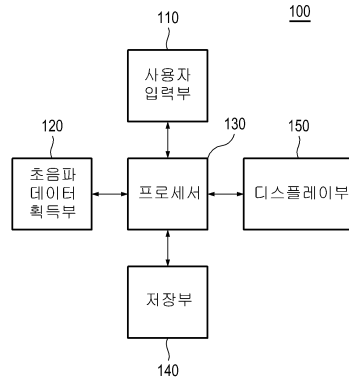 100
110
사용자
입력부
120
130
150
초음파
데이터
획득부
프로세서
디스플레이부
저장부
140